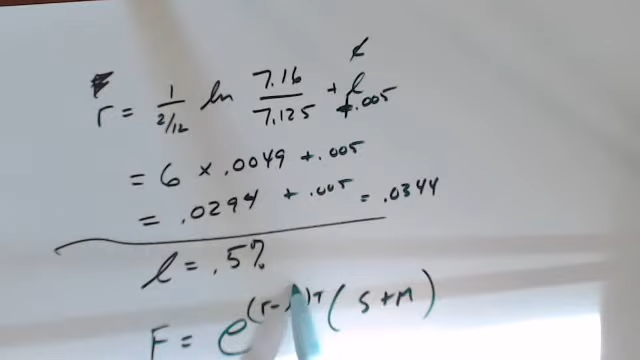 r = 1/(2/12) ln 7.16/7.125 + l .005
= 6 × .0049 + .005
= .0294 + .005 = .0344
l = .5%
F = e^(r-l)T (S+M)